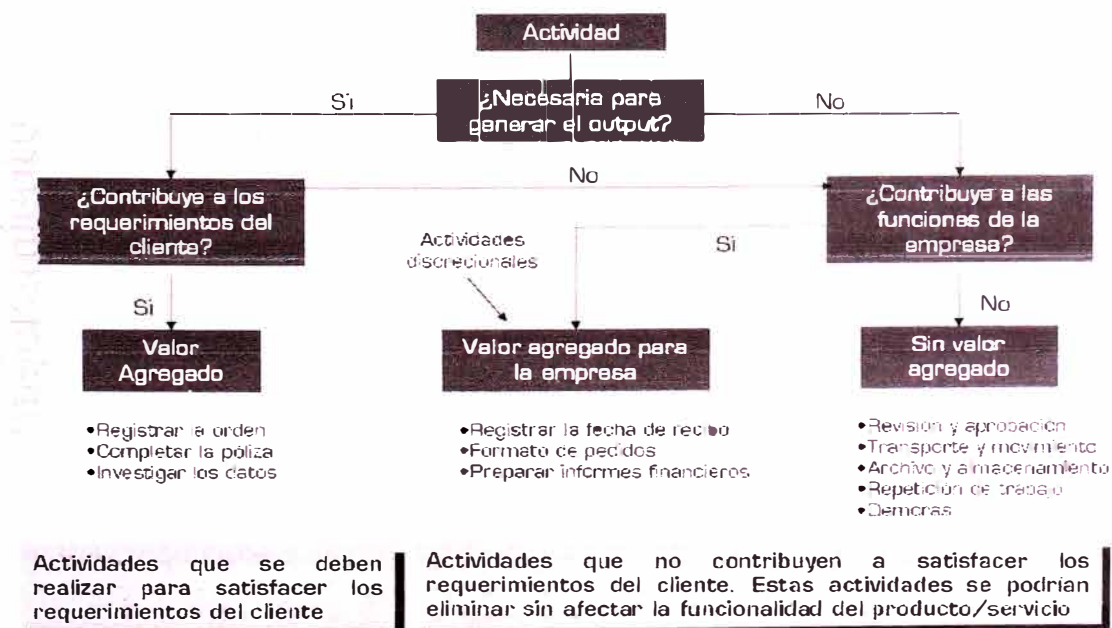 Actividad
¿Necesaria para
generar el output?
Sì
No
¿Contribuye a los
requerimientos del
cliente?
No
¿Contribuye a las
funciones de la
empresa?
Actividades
discrecionales
Si
Sì
No
Valor
Agregado
Valor agregado para
la empresa
Sin valor
agregado
•Registrar la orden
•Completar la póliza
•Investigar los datos
•Registrar la fecha de recibo
•Formato de pedidos
•Preparar informes financieros
•Revisión y aprobación
•Transporte y movimiento
•Archivo y almacenamiento
•Repetición de trabajo
•Demoras
Actividades que se deben
realizar para satisfacer los
requerimientos del cliente
Actividades que no contribuyen a satisfacer los
requerimientos del cliente. Estas actividades se podrían
eliminar sin afectar la funcionalidad del producto/servicio